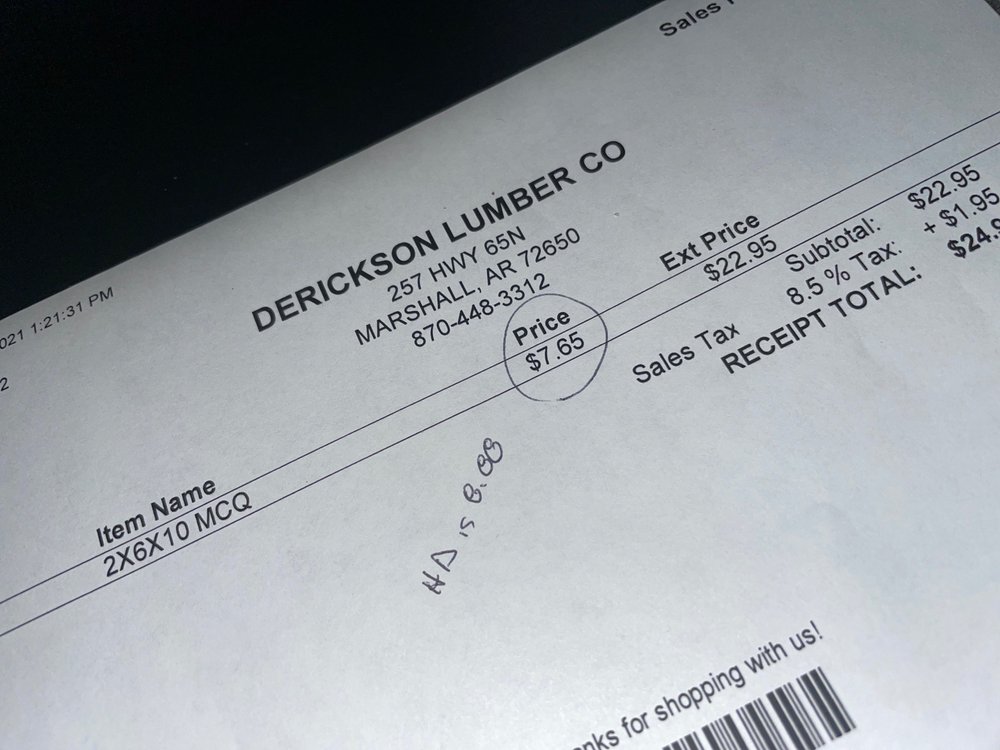 Sales
021 1:21:31 PM
DERICKSON LUMBER CO
257 HWY 65N
MARSHALL, AR 72650
870-448-3312
2
Item Name Price Ext Price
2X6X10 MCQ $7.65 $22.95
Subtotal: $22.95
Sales Tax 8.5 % Tax: + $1.95
RECEIPT TOTAL: $24.9
HD is 8.88
nks for shopping with us!